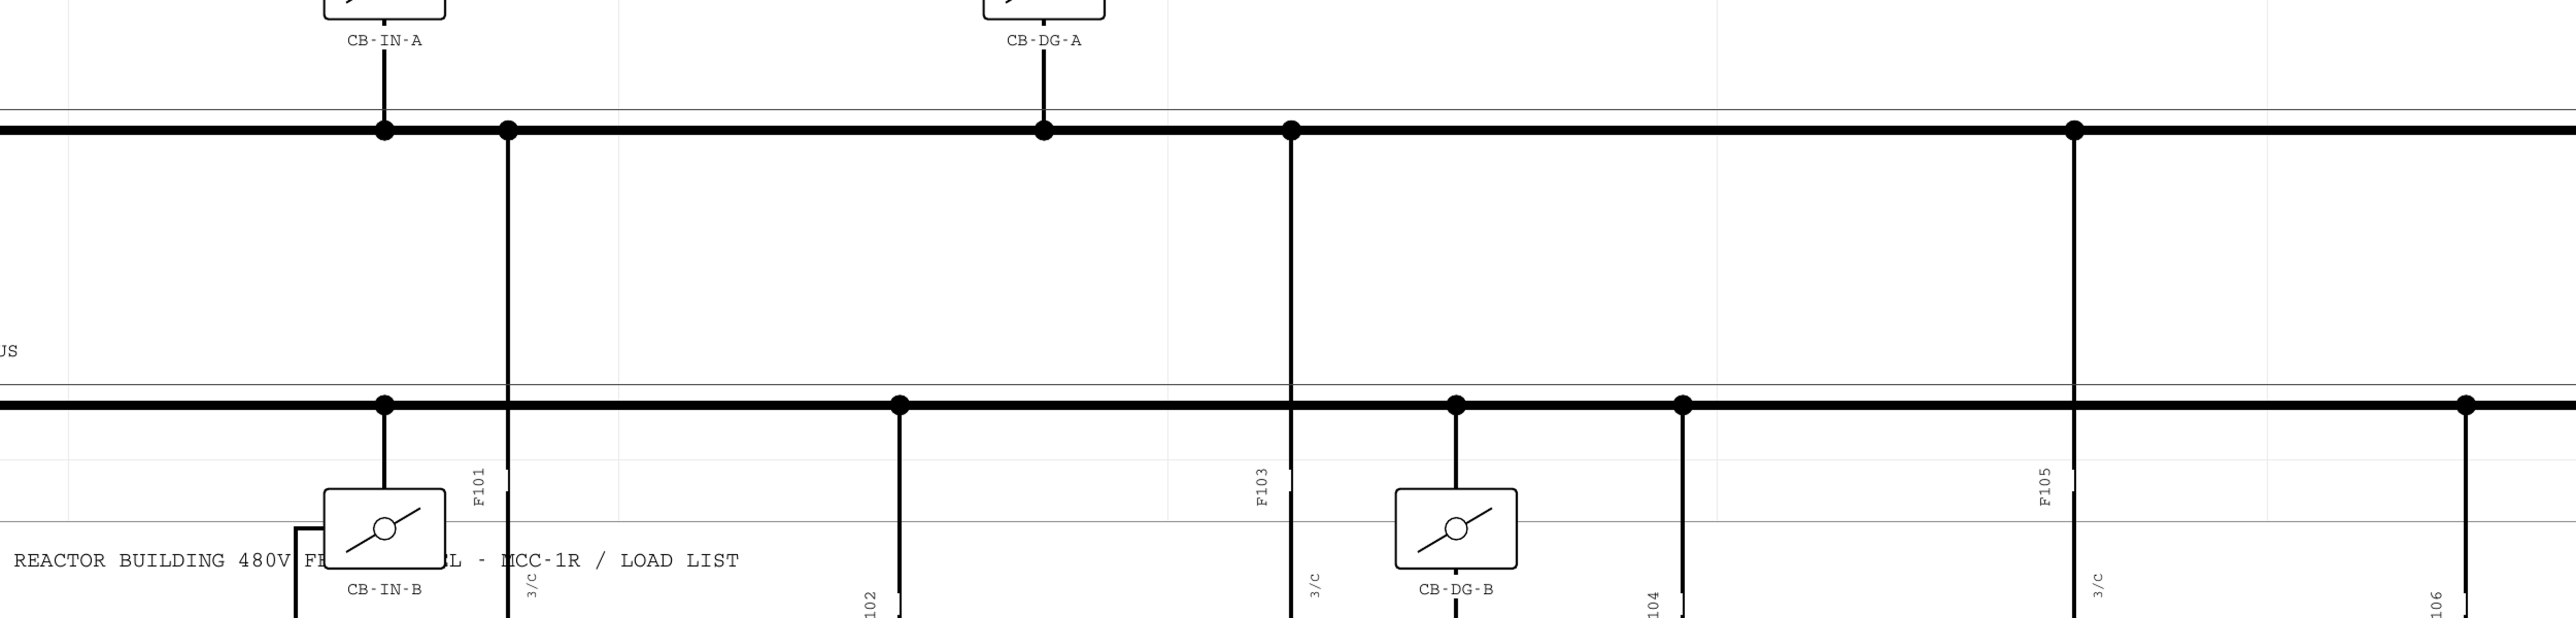 CB-IN-A
CB-DG-A
F101
F103
F105
REACTOR BUILDING 480V - MCC-1R / LOAD LIST
CB-IN-B
3/C
3/C
CB-DG-B
3/C
102
104
106